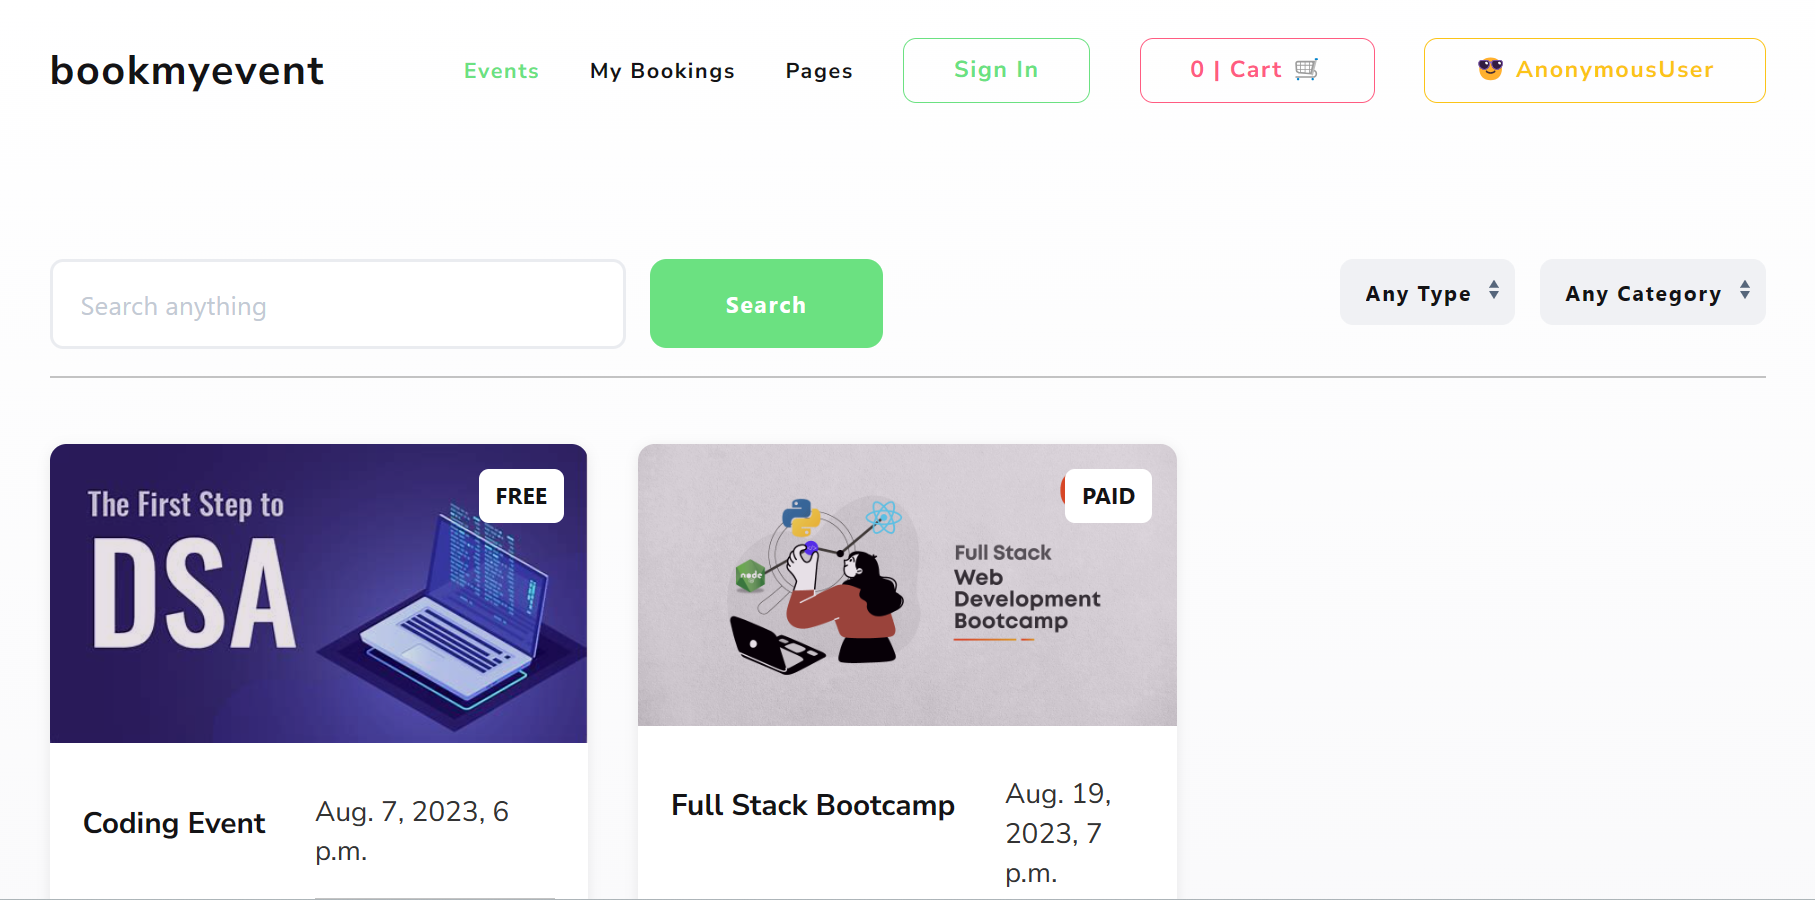 bookmyevent
Events
My Bookings
Pages
Sign In
0 | Cart 🛒
😎 AnonymousUser
Search anything
Search
Any Type
Any Category
The First Step to
DSA
FREE
Coding Event
Aug. 7, 2023, 6
p.m.
PAID
node
Full Stack
Web
Development
Bootcamp
Full Stack Bootcamp
Aug. 19,
2023, 7
p.m.